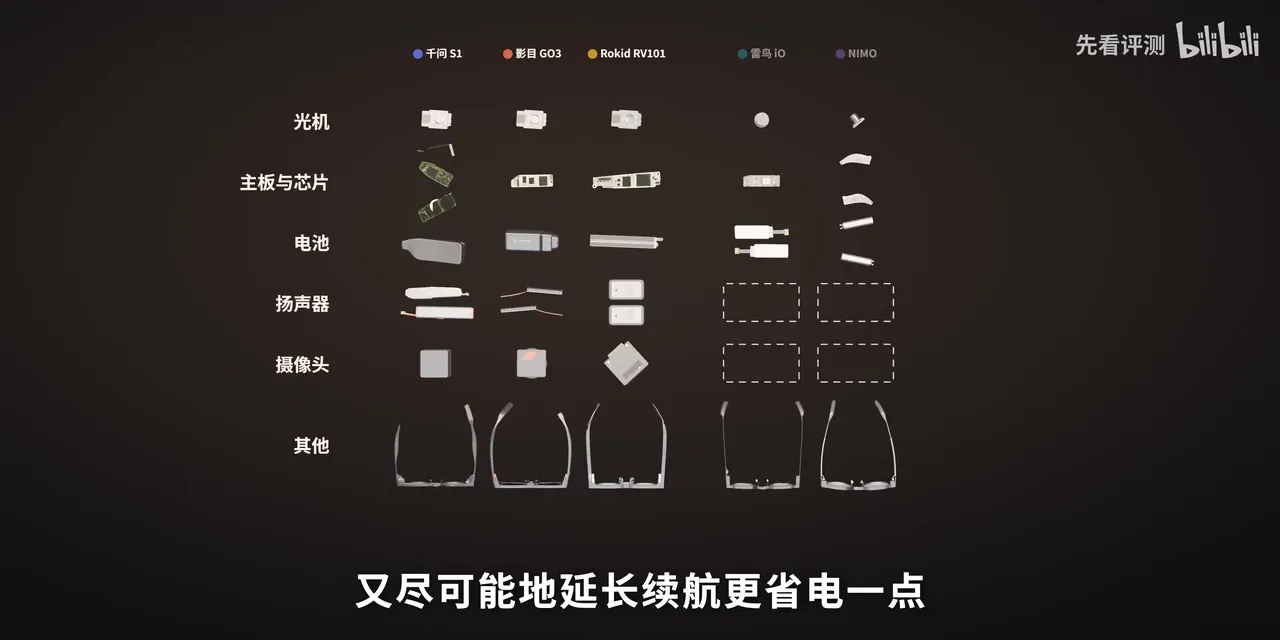 先看评测 bilibili
千问 S1 影目 GO3 Rokid RV101 雷鸟 iO NIMO
光机
主板与芯片
电池
扬声器
摄像头
其他
又尽可能地延长续航更省电一点